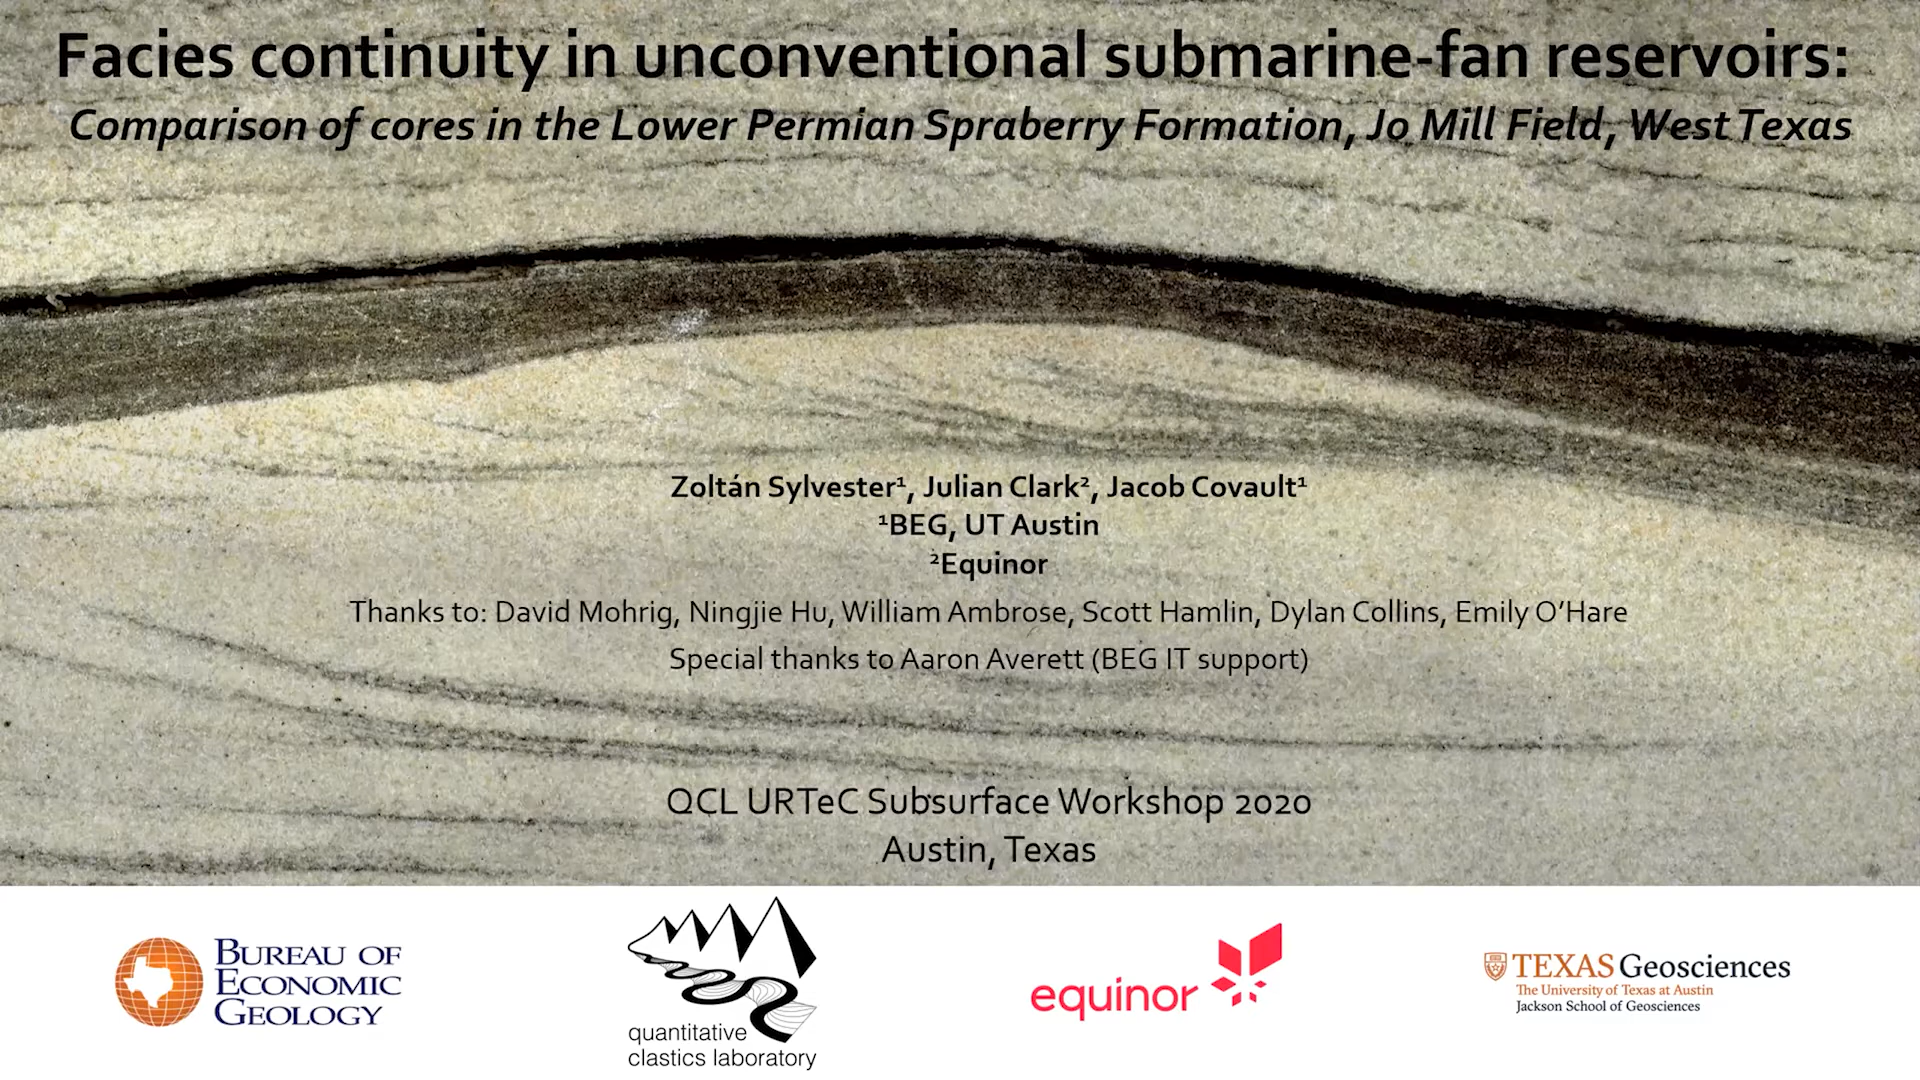 Facies continuity in unconventional submarine-fan reservoirs:
Comparison of cores in the Lower Permian Spraberry Formation, Jo Mill Field, West Texas
Zoltán Sylvester¹, Julian Clark², Jacob Covault¹
¹BEG, UT Austin
²Equinor
Thanks to: David Mohrig, Ningjie Hu, William Ambrose, Scott Hamlin, Dylan Collins, Emily O’Hare
Special thanks to Aaron Averett (BEG IT support)
QCL URTeC Subsurface Workshop 2020
Austin, Texas
BUREAU OF
ECONOMIC
GEOLOGY
quantitative
clastics laboratory
equinor
TEXAS Geosciences
The University of Texas at Austin
Jackson School of Geosciences